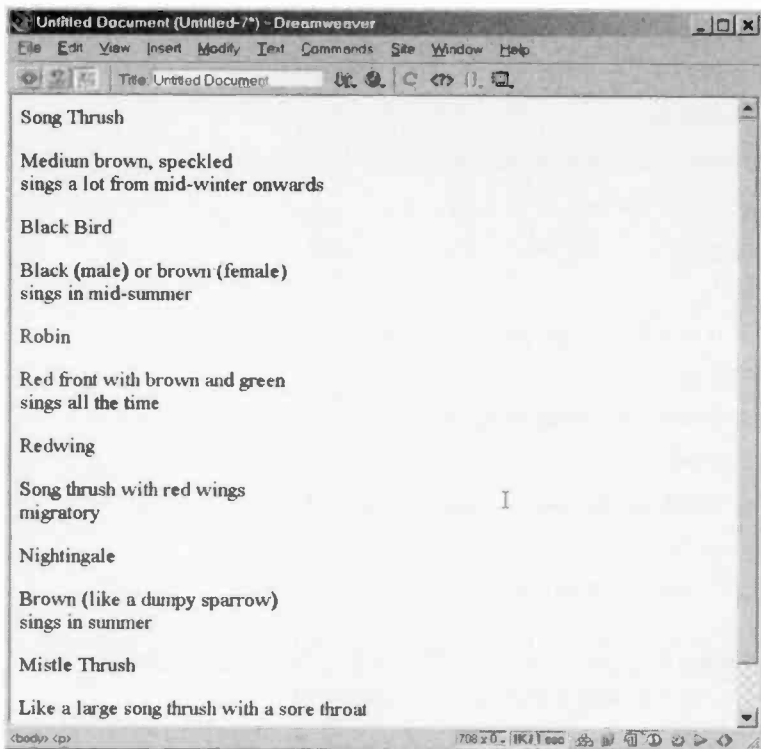 Untitled Document (Untitled-7*) - Dreamweaver
File Edit View Insert Modify Text Commands Site Window Help
Title: Untitled Document
Song Thrush
Medium brown, speckled
sings a lot from mid-winter onwards
Black Bird
Black (male) or brown (female)
sings in mid-summer
Robin
Red front with brown and green
sings all the time
Redwing
Song thrush with red wings
migratory
Nightingale
Brown (like a dumpy sparrow)
sings in summer
Mistle Thrush
Like a large song thrush with a sore throat
<body> <p>